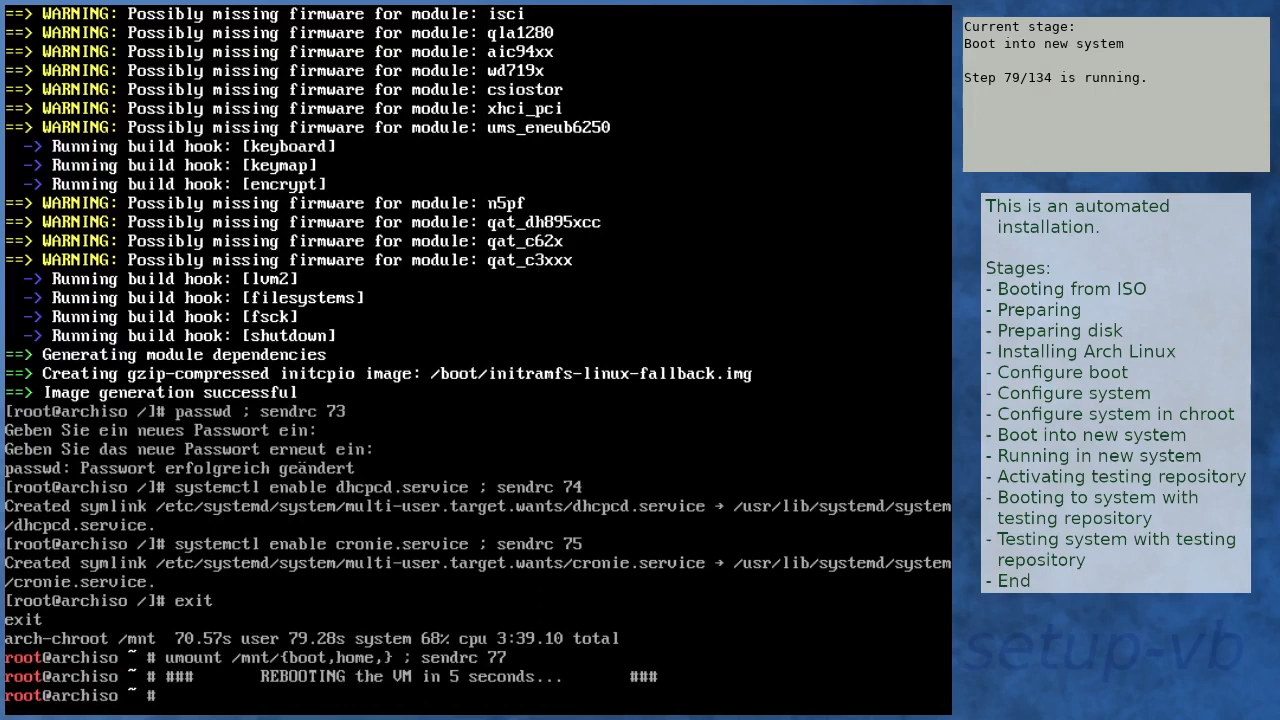 ==> WARNING: Possibly missing firmware for module: isci
==> WARNING: Possibly missing firmware for module: qla1280
==> WARNING: Possibly missing firmware for module: aic94xx
==> WARNING: Possibly missing firmware for module: wd719x
==> WARNING: Possibly missing firmware for module: csiostor
==> WARNING: Possibly missing firmware for module: xhci_pci
==> WARNING: Possibly missing firmware for module: ums_eneub6250
-> Running build hook: [keyboard]
-> Running build hook: [keymap]
-> Running build hook: [encrypt]
==> WARNING: Possibly missing firmware for module: n5pf
==> WARNING: Possibly missing firmware for module: qat_dh895xcc
==> WARNING: Possibly missing firmware for module: qat_c62x
==> WARNING: Possibly missing firmware for module: qat_c3xxx
-> Running build hook: [lvm2]
-> Running build hook: [filesystems]
-> Running build hook: [fsck]
-> Running build hook: [shutdown]
==> Generating module dependencies
==> Creating gzip-compressed initcpio image: /boot/initramfs-linux-fallback.img
==> Image generation successful
[root@archiso /]# passwd ; sendrc 73
Geben Sie ein neues Passwort ein:
Geben Sie das neue Passwort erneut ein:
passwd: Passwort erfolgreich geändert
[root@archiso /]# systemctl enable dhcpcd.service ; sendrc 74
Created symlink /etc/systemd/system/multi-user.target.wants/dhcpcd.service → /usr/lib/systemd/system
/dhcpcd.service.
[root@archiso /]# systemctl enable cronie.service ; sendrc 75
Created symlink /etc/systemd/system/multi-user.target.wants/cronie.service → /usr/lib/systemd/system
/cronie.service.
[root@archiso /]# exit
exit
arch-chroot /mnt  70.57s user 79.28s system 68% cpu 3:39.10 total
root@archiso ~ # umount /mnt/{boot,home,} ; sendrc 77
root@archiso ~ # ###       REBOOTING the VM in 5 seconds...       ###
root@archiso ~ #
Current stage:
Boot into new system
Step 79/134 is running.
This is an automated
installation.
Stages:
- Booting from ISO
- Preparing
- Preparing disk
- Installing Arch Linux
- Configure boot
- Configure system
- Configure system in chroot
- Boot into new system
- Running in new system
- Activating testing repository
- Booting to system with
testing repository
- Testing system with testing
repository
- End
-setup-vb